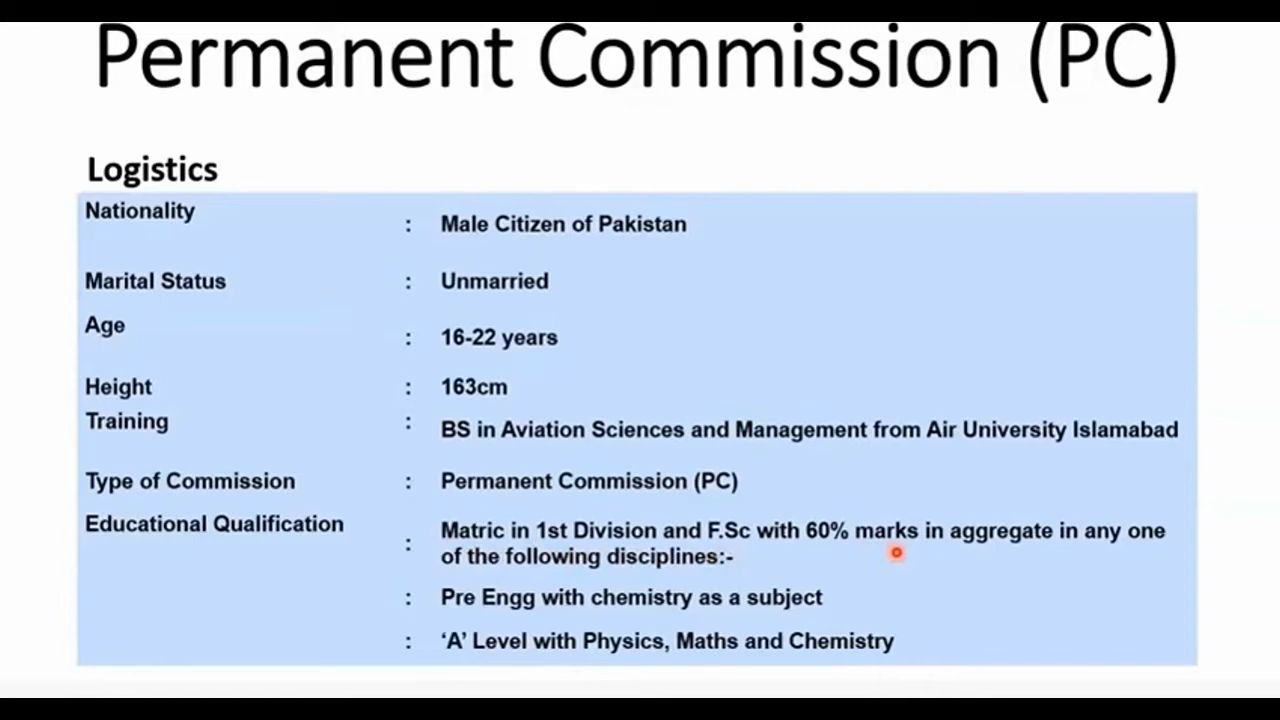 Permanent Commission (PC)
Logistics
Nationality : Male Citizen of Pakistan
Marital Status : Unmarried
Age : 16-22 years
Height : 163cm
Training : BS in Aviation Sciences and Management from Air University Islamabad
Type of Commission : Permanent Commission (PC)
Educational Qualification : Matric in 1st Division and F.Sc with 60% marks in aggregate in any one
of the following disciplines:-
: Pre Engg with chemistry as a subject
: ‘A’ Level with Physics, Maths and Chemistry